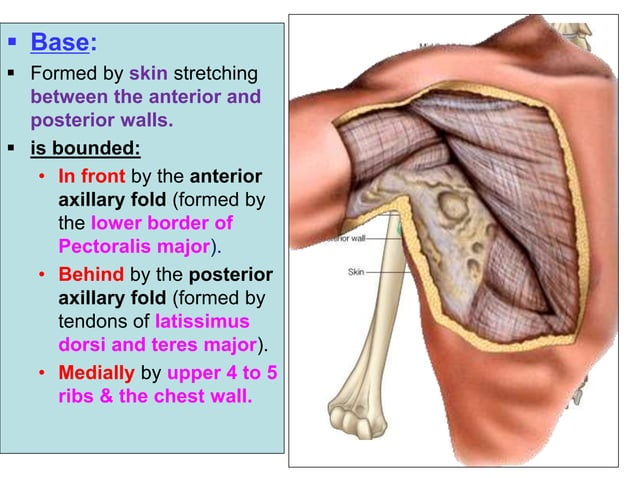 Base:
Formed by skin stretching
between the anterior and
posterior walls.
is bounded:
In front by the anterior
axillary fold (formed by
the lower border of
Pectoralis major).
Behind by the posterior
axillary fold (formed by
tendons of latissimus
dorsi and teres major).
Medially by upper 4 to 5
ribs & the chest wall.
wall
Skin